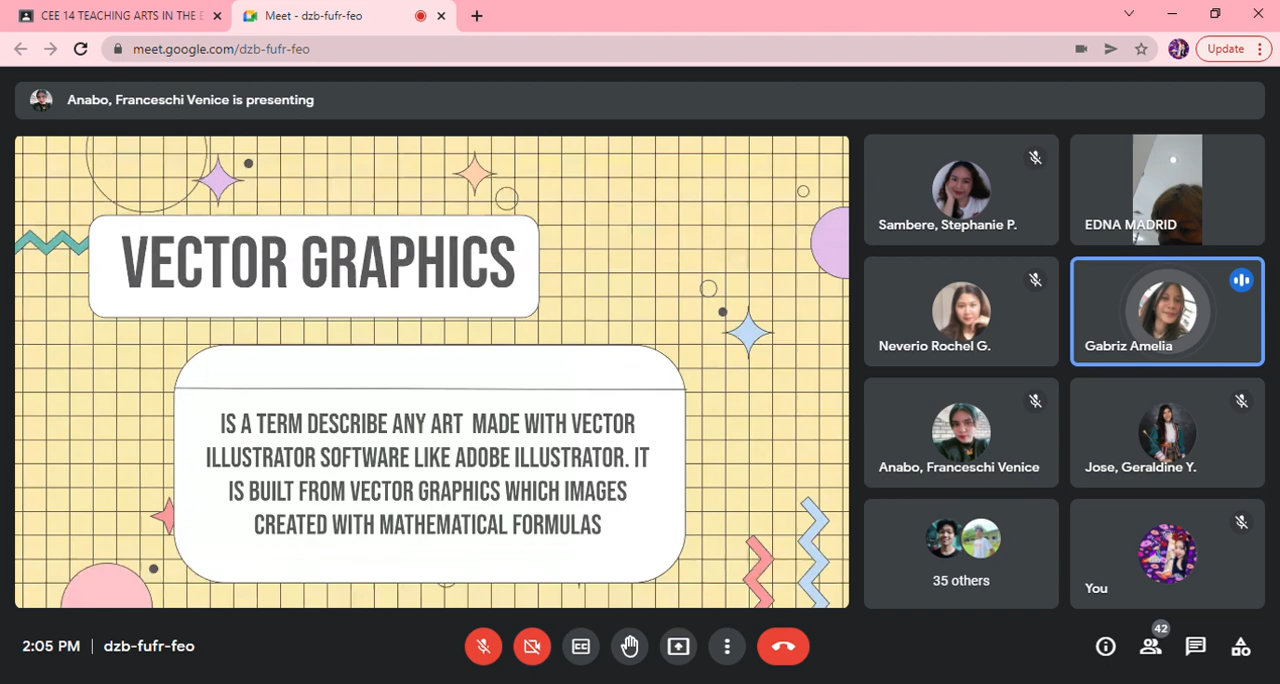 CEE 14 TEACHING ARTS IN THE E
Meet - dzb-fufr-feo
meet.google.com/dzb-fufr-feo
Update
Anabo, Franceschi Venice is presenting
VECTOR GRAPHICS
IS A TERM DESCRIBE ANY ART MADE WITH VECTOR
ILLUSTRATOR SOFTWARE LIKE ADOBE ILLUSTRATOR. IT
IS BUILT FROM VECTOR GRAPHICS WHICH IMAGES
CREATED WITH MATHEMATICAL FORMULAS
Sambere, Stephanie P.
EDNA MADRID
Neverio Rochel G.
Gabriz Amelia
Anabo, Franceschi Venice
Jose, Geraldine Y.
35 others
You
2:05 PM | dzb-fufr-feo
42